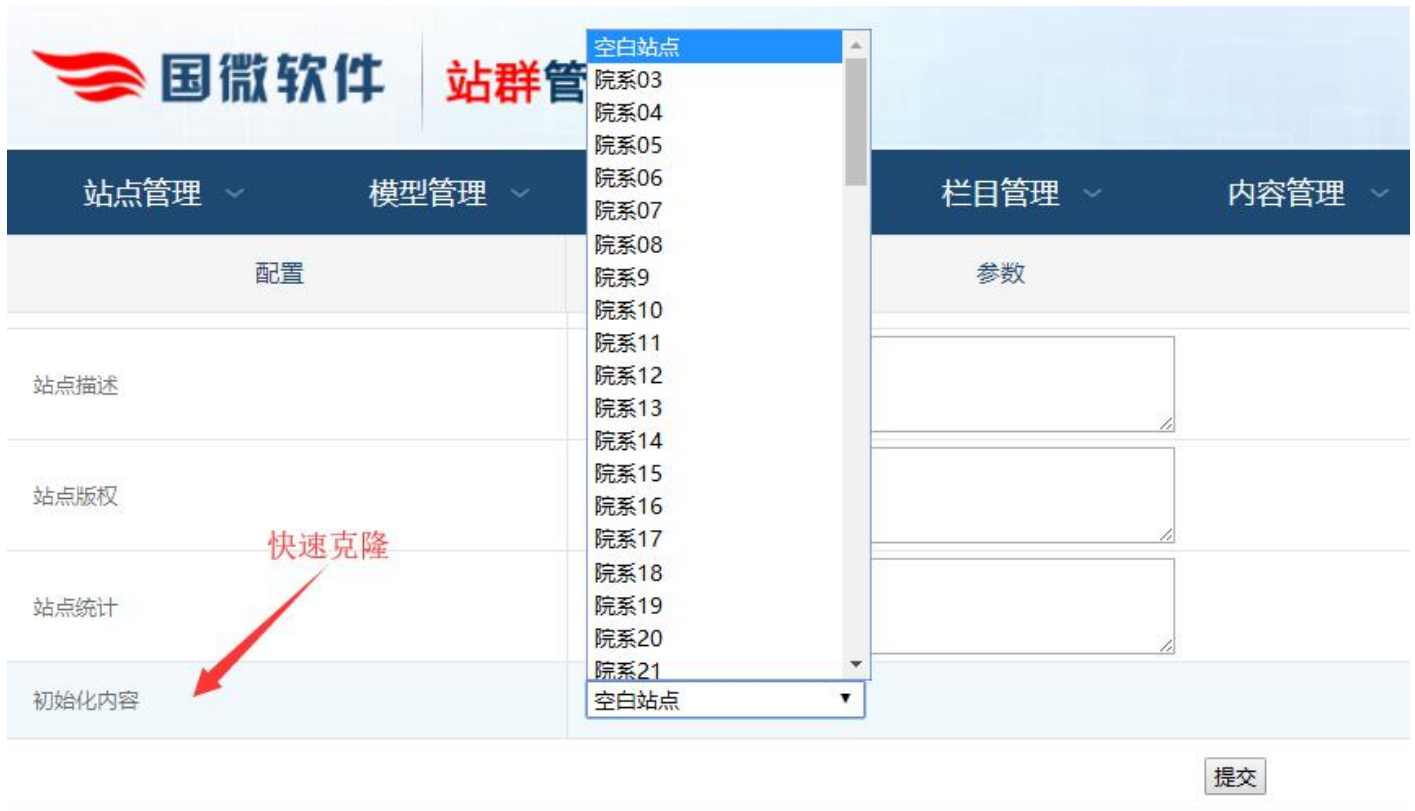 国微软件 站群管
站点管理 模型管理 栏目管理 内容管理
配置 参数
站点描述
站点版权
快速克隆
站点统计
初始化内容
空白站点
院系03
院系04
院系05
院系06
院系07
院系08
院系9
院系10
院系11
院系12
院系13
院系14
院系15
院系16
院系17
院系18
院系19
院系20
院系21
空白站点
提交